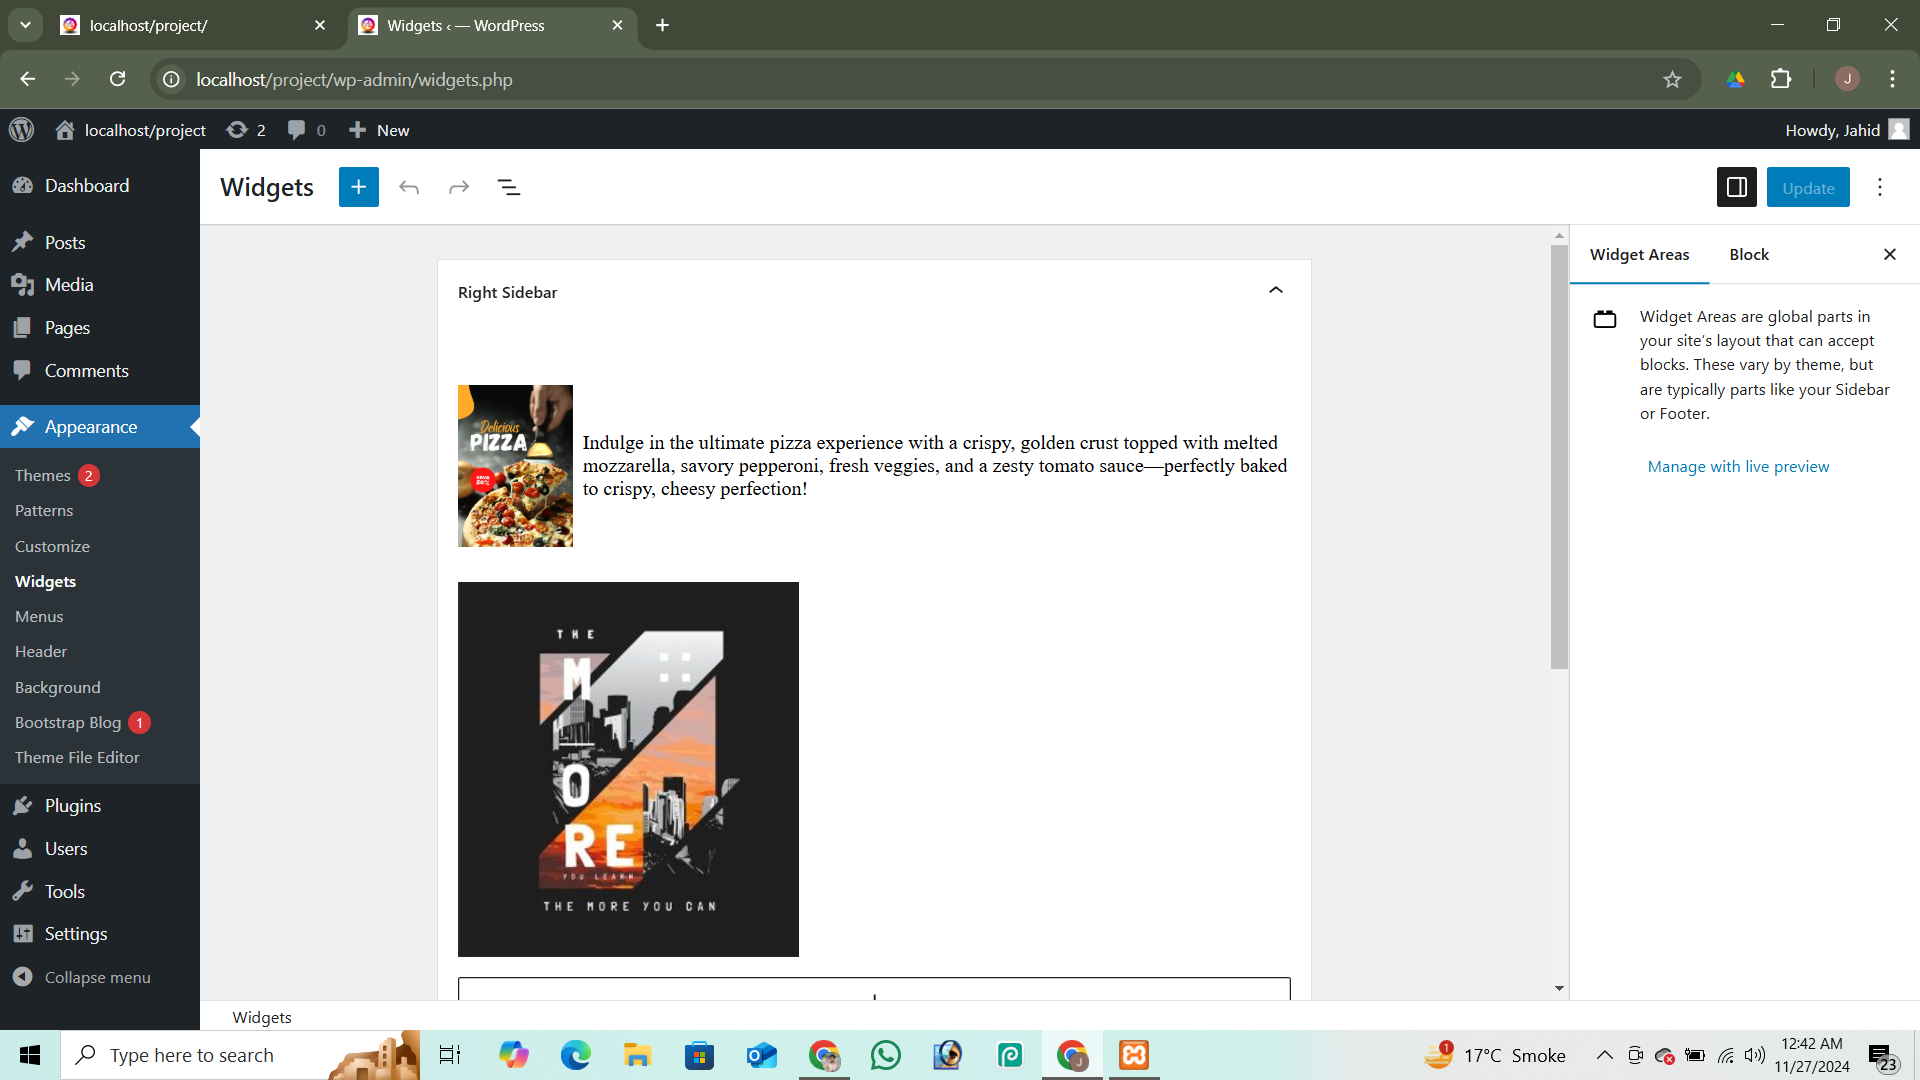 localhost/project/
Widgets ‹ — WordPress
localhost/project/wp-admin/widgets.php
J
localhost/project
2
0
New
Howdy, Jahid
Dashboard
Posts
Media
Pages
Comments
Appearance
Themes 2
Patterns
Customize
Widgets
Menus
Header
Background
Bootstrap Blog 1
Theme File Editor
Plugins
Users
Tools
Settings
Collapse menu
Widgets
Update
Right Sidebar
Delicious
PIZZA
save
50%
Indulge in the ultimate pizza experience with a crispy, golden crust topped with melted
mozzarella, savory pepperoni, fresh veggies, and a zesty tomato sauce—perfectly baked
to crispy, cheesy perfection!
THE
M
O
RE
YOU LEARN
THE MORE YOU CAN
Widget Areas
Block
Widget Areas are global parts in
your site’s layout that can accept
blocks. These vary by theme, but
are typically parts like your Sidebar
or Footer.
Manage with live preview
Widgets
Type here to search
J
1
17°C Smoke
12:42 AM
11/27/2024
23